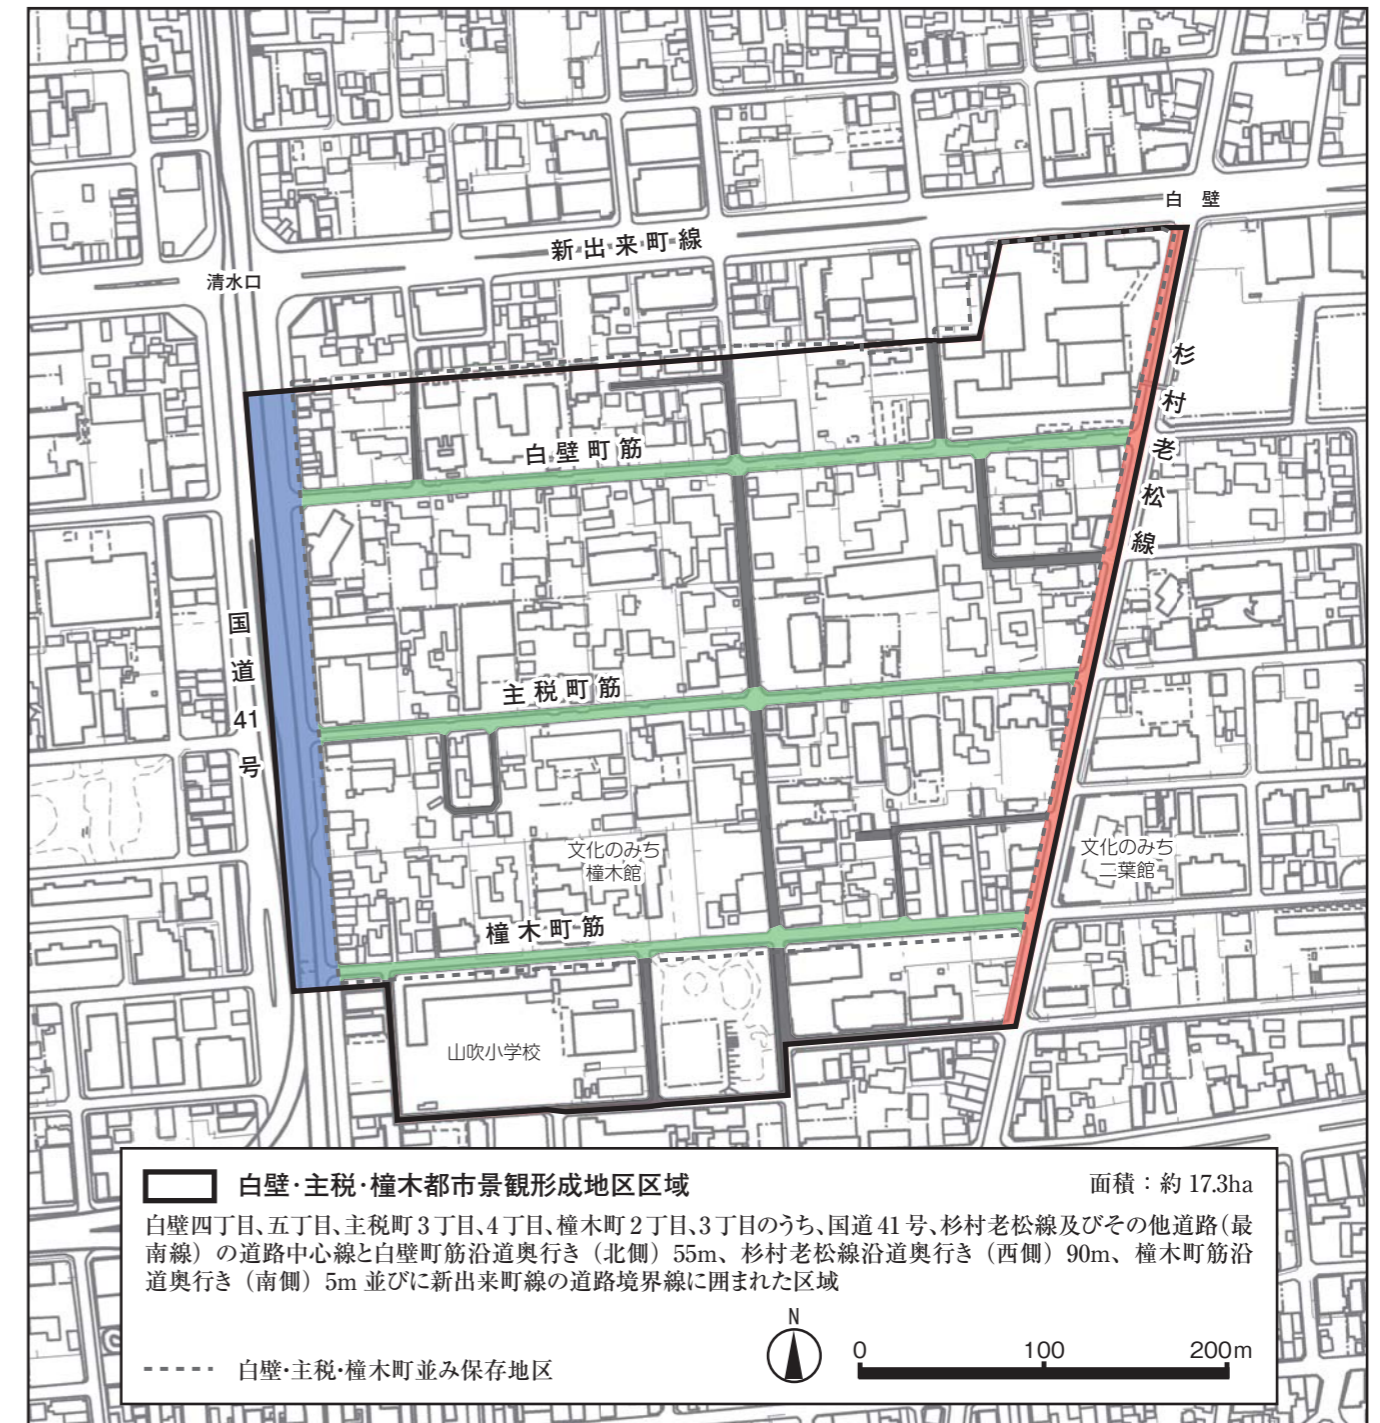 白壁
新出来町線
清水口
杉村老松線
白壁町筋
国道41号
主税町筋
文化のみち
橦木館
文化のみち
二葉館
橦木町筋
山吹小学校
白壁・主税・橦木都市景観形成地区区域
面積：約 17.3ha
白壁四丁目、五丁目、主税町３丁目、４丁目、橦木町２丁目、３丁目のうち、国道 41 号、杉村老松線及びその他道路（最
南線）の道路中心線と白壁町筋沿道奥行き（北側）55m、杉村老松線沿道奥行き（西側）90m、橦木町筋沿
道奥行き（南側）5m 並びに新出来町線の道路境界線に囲まれた区域
N
0 100 200m
白壁・主税・橦木町並み保存地区